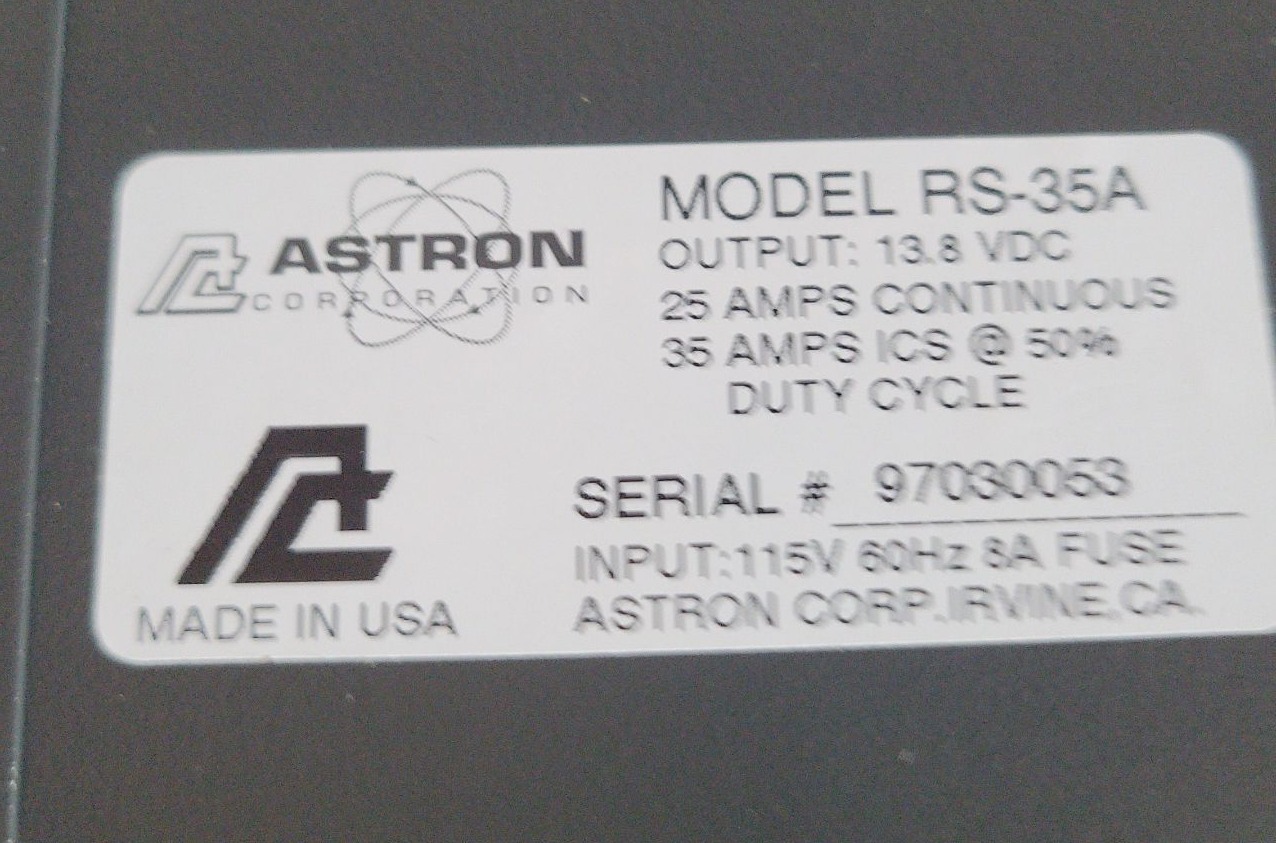 ASTRON
CORPORATION
MODEL RS-35A
OUTPUT: 13.8 VDC
25 AMPS CONTINUOUS
35 AMPS ICS @ 50%
DUTY CYCLE
SERIAL # 97030053
INPUT:115V 60Hz 8A FUSE
ASTRON CORP.IRVINE,CA.
MADE IN USA